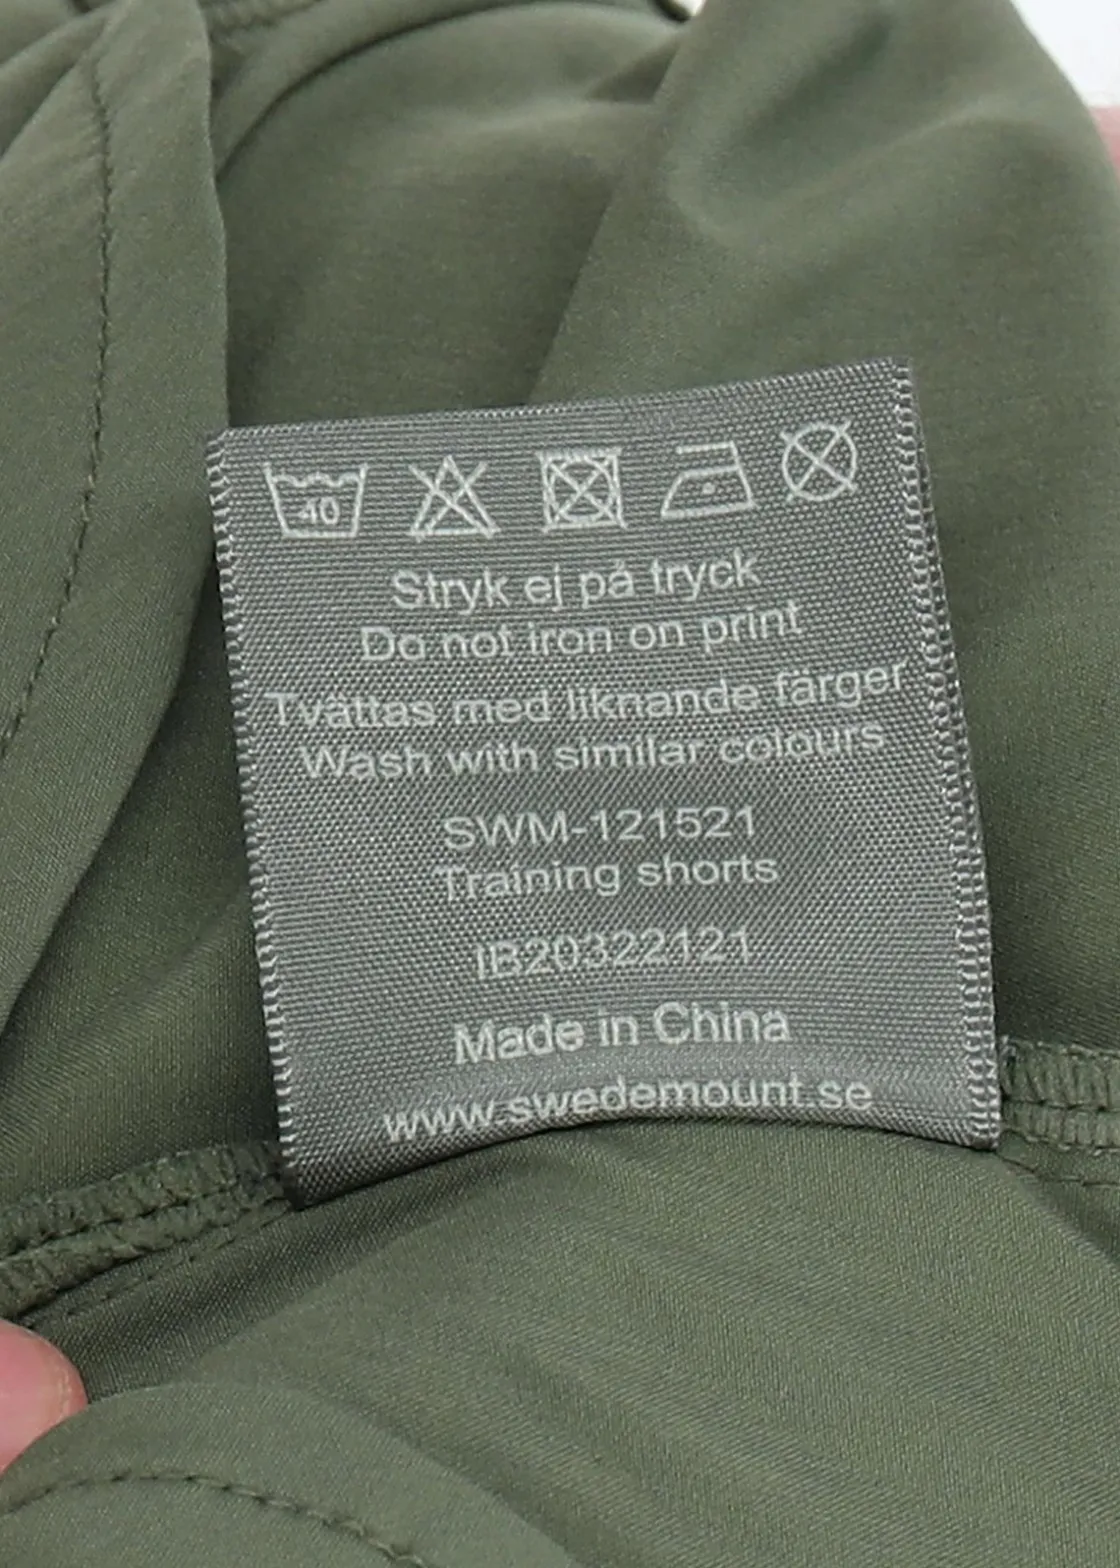 40
Stryk ej på tryck
Do not iron on print
Tvättas med liknande färger
Wash with similar colours
SWM-121521
Training shorts
IB20322121
Made in China
www.swedemount.se